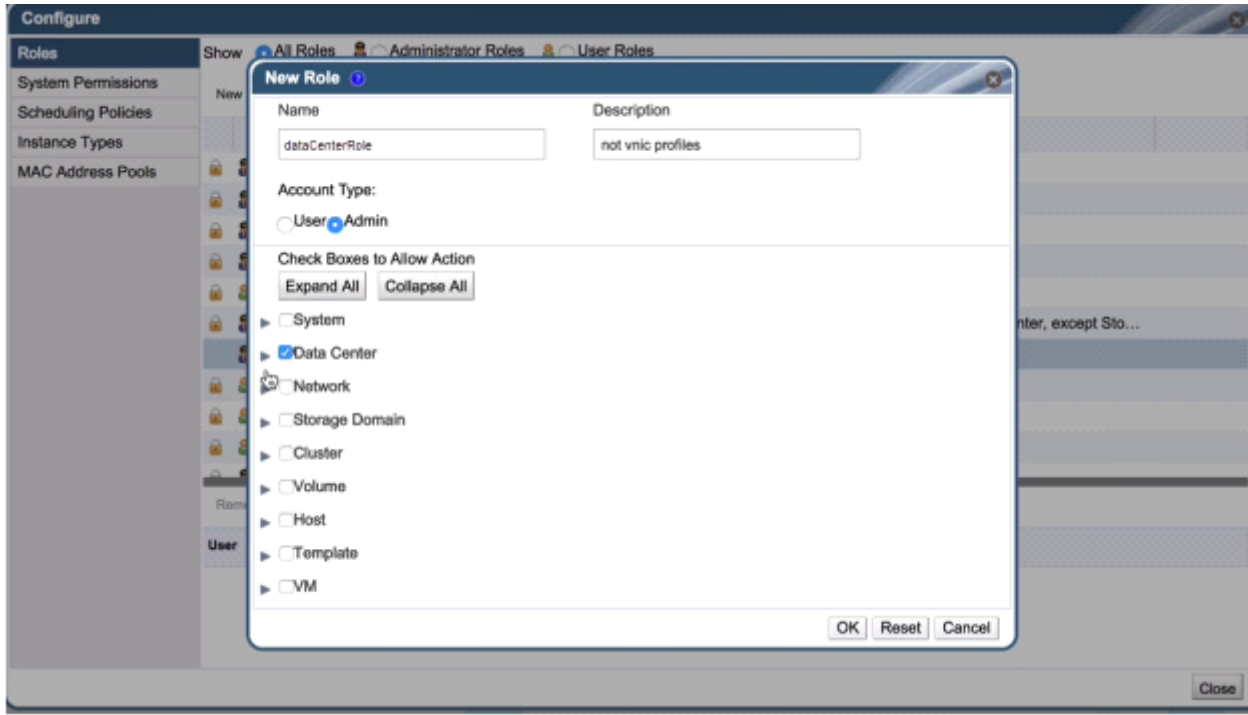 Configure
Roles
System Permissions
Scheduling Policies
Instance Types
MAC Address Pools
Show All Roles Administrator Roles User Roles
New
New Role
Name Description
dataCenterRole not vnic profiles
Account Type:
User Admin
Check Boxes to Allow Action
Expand All Collapse All
System
Data Center
Network
Storage Domain
Cluster
Volume
Host
Template
VM
OK Reset Cancel
nter, except Sto...
User
Close